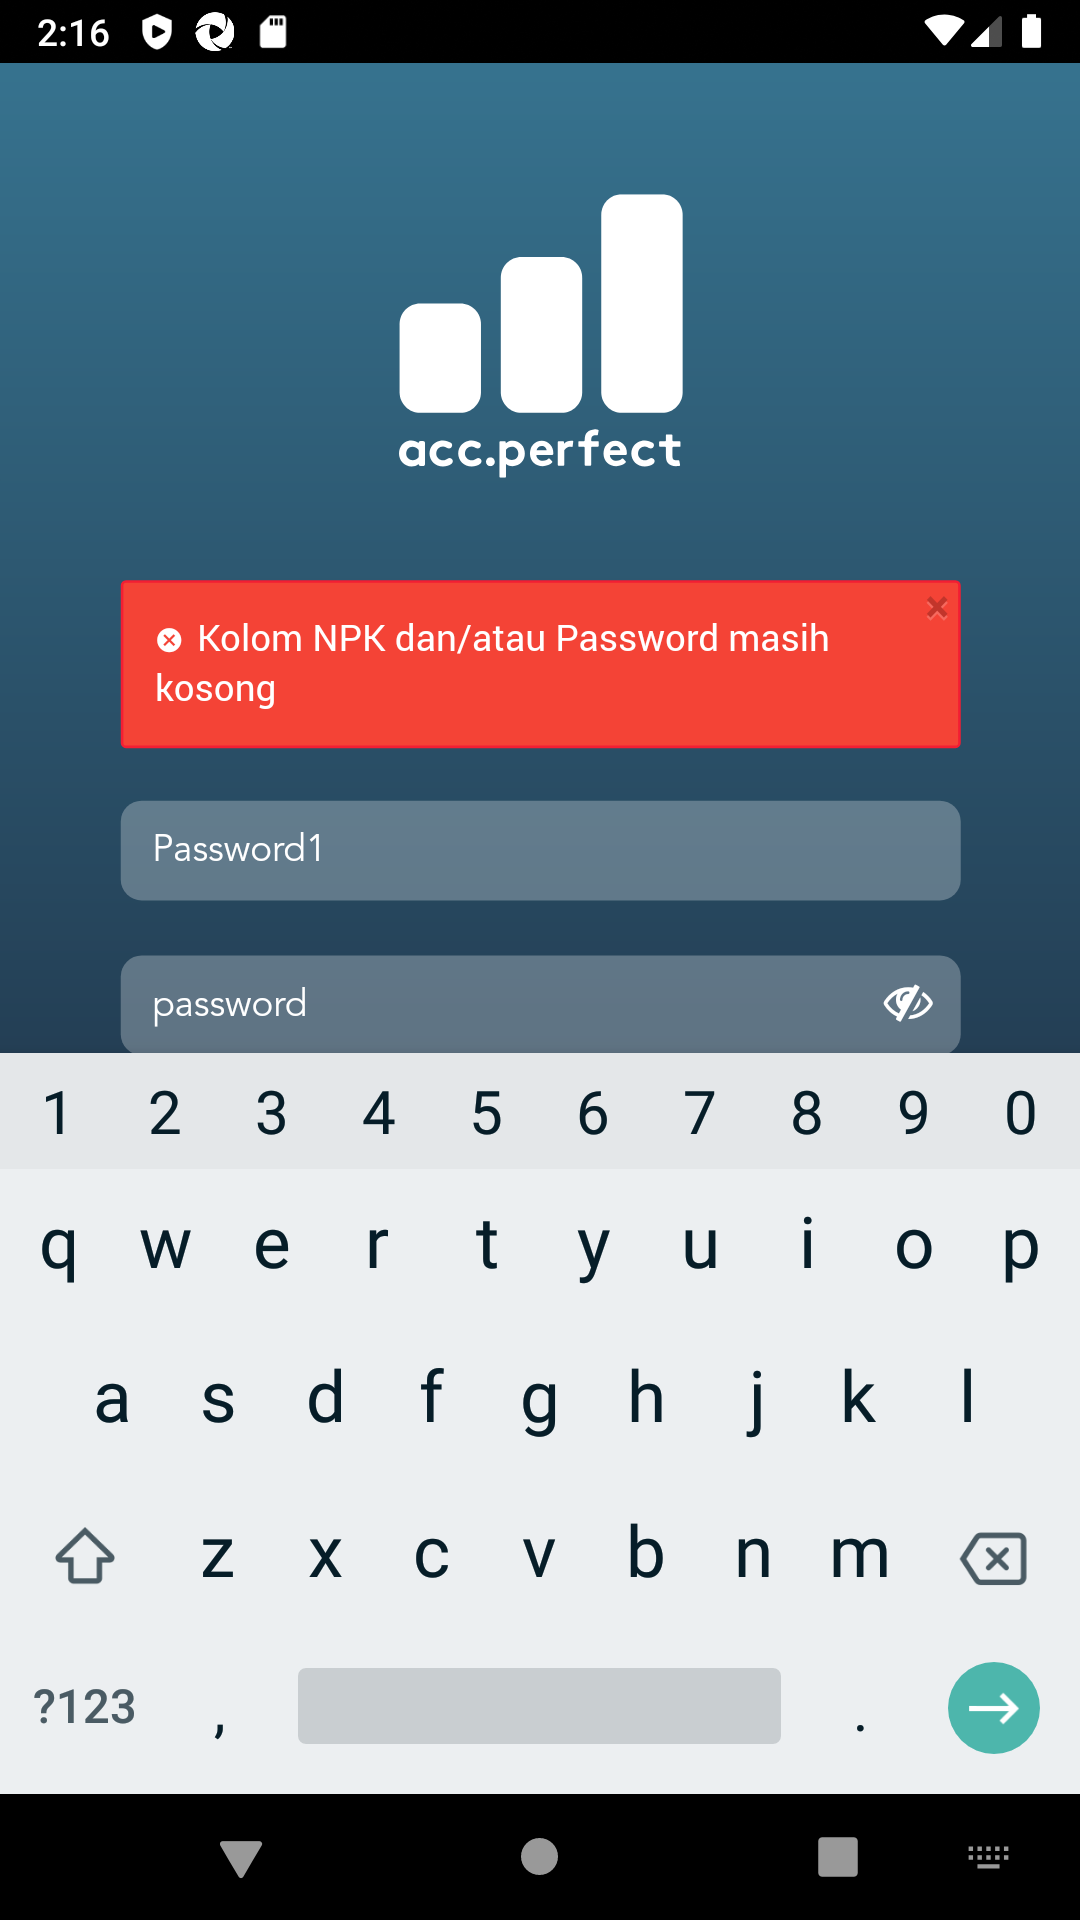 2:16
acc.perfect
Kolom NPK dan/atau Password masih
kosong
Password1
password
1 2 3 4 5 6 7 8 9 0
q w e r t y u i o p
a s d f g h j k l
z x c v b n m
?123 , .